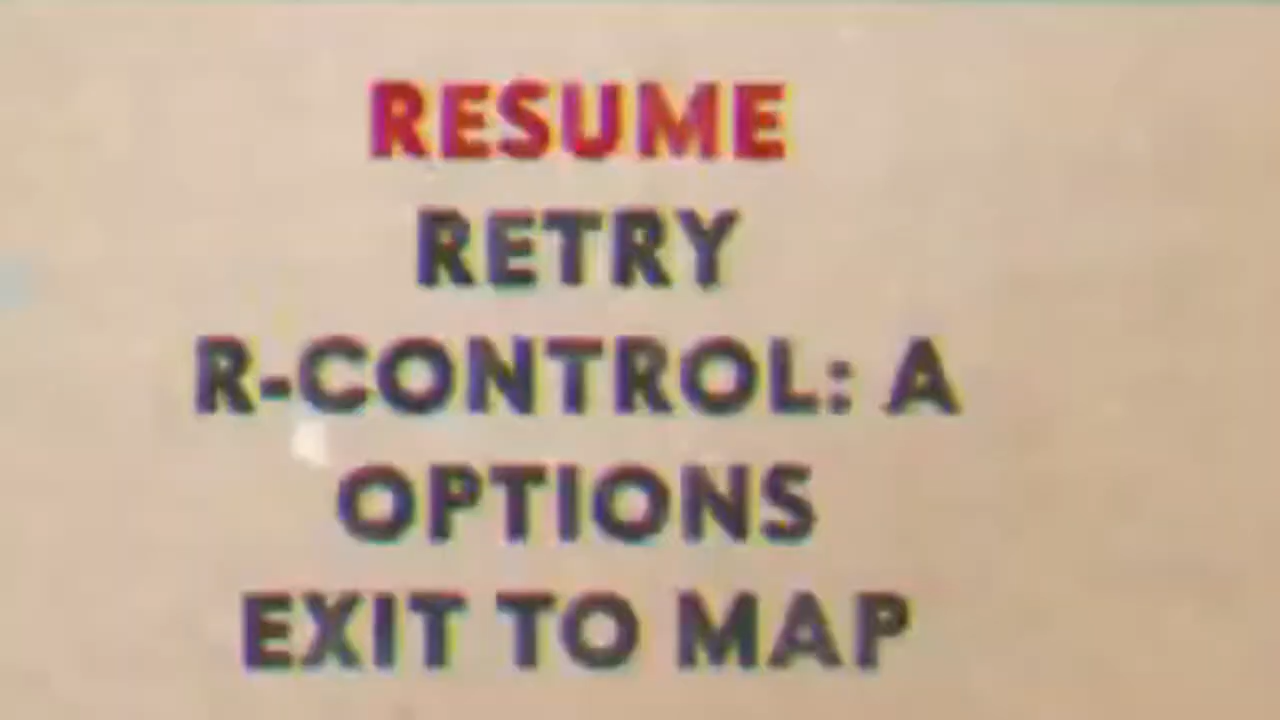 RESUME
RETRY
R-CONTROL: A
OPTIONS
EXIT TO MAP